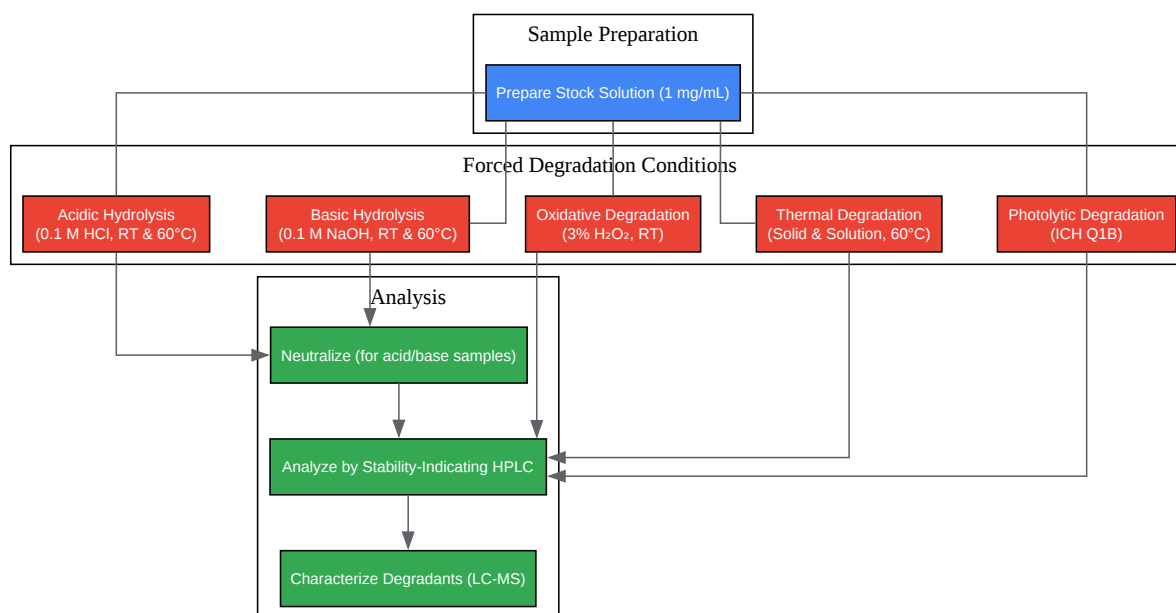 Sample Preparation
Prepare Stock Solution (1 mg/mL)
Forced Degradation Conditions
Acidic Hydrolysis
(0.1 M HCl, RT & 60°C)
Basic Hydrolysis
(0.1 M NaOH, RT & 60°C)
Oxidative Degradation
(3% H₂O₂, RT)
Thermal Degradation
(Solid & Solution, 60°C)
Photolytic Degradation
(ICH Q1B)
Analysis
Neutralize (for acid/base samples)
Analyze by Stability-Indicating HPLC
Characterize Degradants (LC-MS)